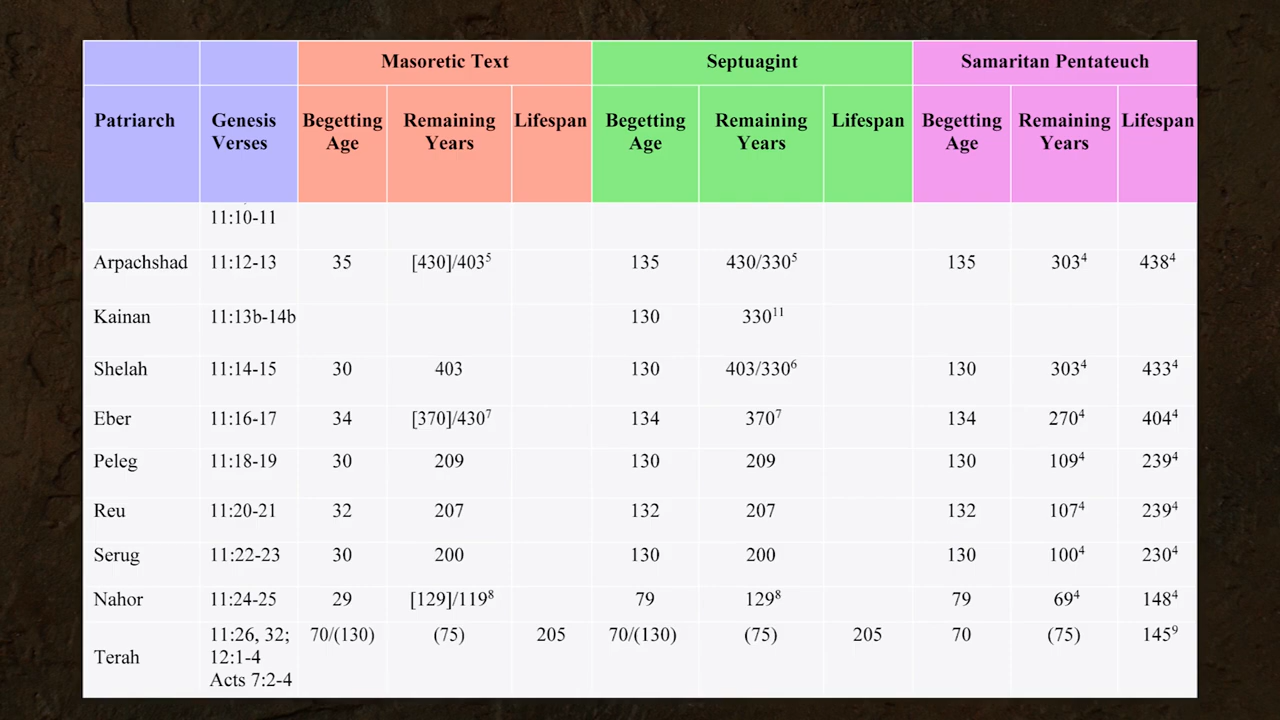 Masoretic Text Septuagint Samaritan Pentateuch
Patriarch Genesis Verses Begetting Age Remaining Years Lifespan Begetting Age Remaining Years Lifespan Begetting Age Remaining Years Lifespan
11:10-11
Arpachshad 11:12-13 35 [430]/403⁵ 135 430/330⁵ 135 303⁴ 438⁴
Kainan 11:13b-14b 130 330¹¹
Shelah 11:14-15 30 403 130 403/330⁶ 130 303⁴ 433⁴
Eber 11:16-17 34 [370]/430⁷ 134 370⁷ 134 270⁴ 404⁴
Peleg 11:18-19 30 209 130 209 130 109⁴ 239⁴
Reu 11:20-21 32 207 132 207 132 107⁴ 239⁴
Serug 11:22-23 30 200 130 200 130 100⁴ 230⁴
Nahor 11:24-25 29 [129]/119⁸ 79 129⁸ 79 69⁴ 148⁴
Terah 11:26, 32; 12:1-4 Acts 7:2-4 70/(130) (75) 205 70/(130) (75) 205 70 (75) 145⁹